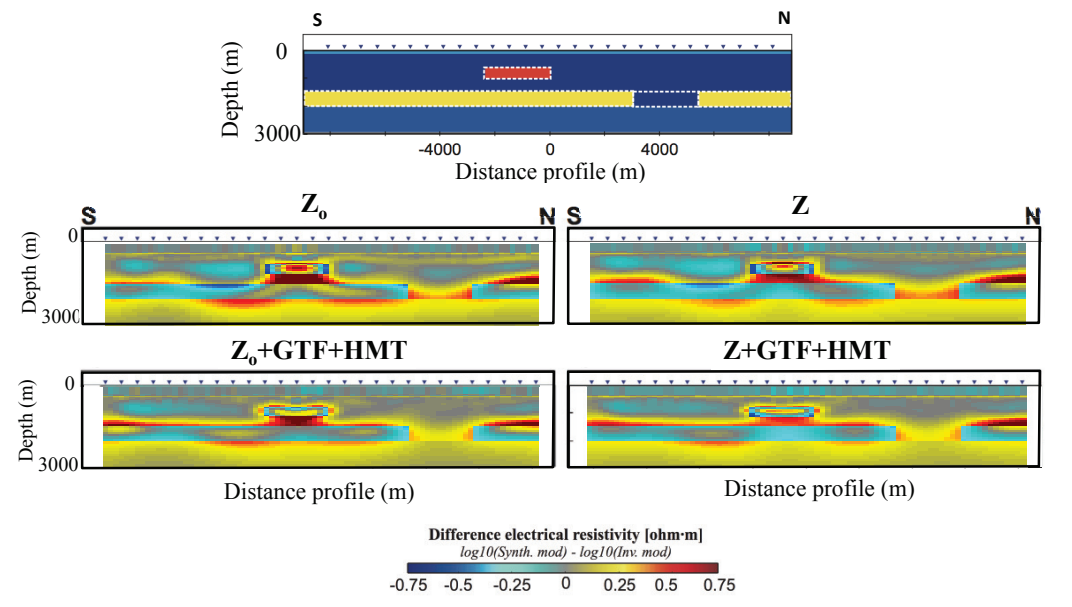 S N
0
Depth (m)
3000
-4000 0 4000
Distance profile (m)
Zo Z
S N S N
0
Depth (m)
3000
Zo+GTF+HMT Z+GTF+HMT
0
Depth (m)
3000
Distance profile (m) Distance profile (m)
Difference electrical resistivity [ohm·m]
log10(Synth. mod) - log10(Inv. mod)
-0.75 -0.5 -0.25 0 0.25 0.5 0.75